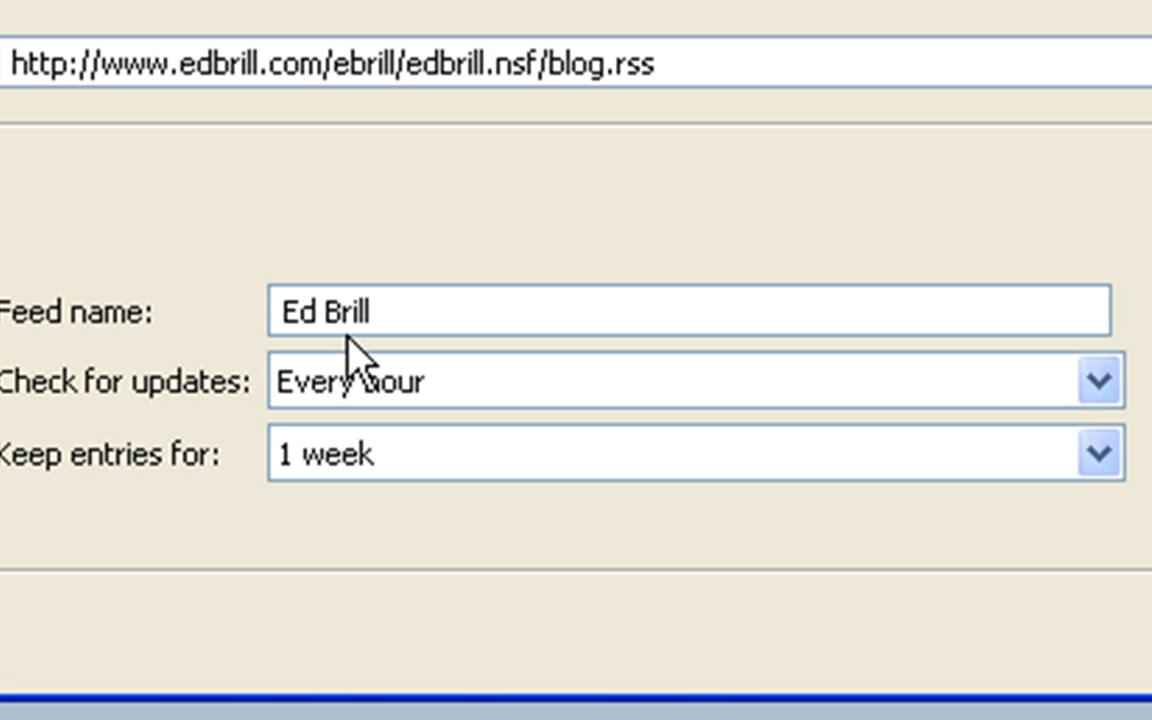 http://www.edbrill.com/ebrill/edbrill.nsf/blog.rss
Feed name: Ed Brill
Check for updates: Every hour
Keep entries for: 1 week